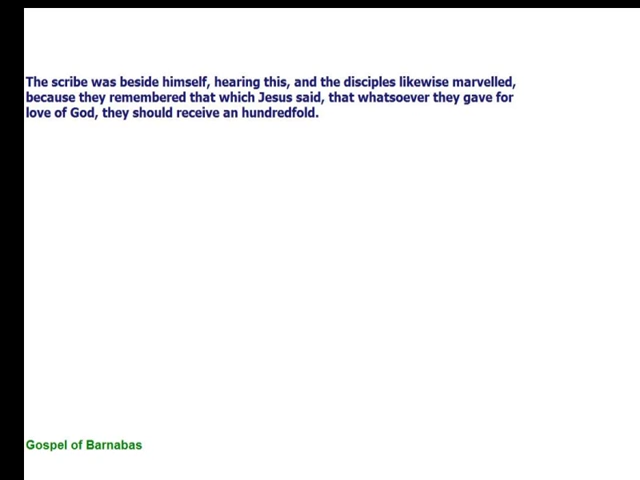 The scribe was beside himself, hearing this, and the disciples likewise marvelled,
because they remembered that which Jesus said, that whatsoever they gave for
love of God, they should receive an hundredfold.
Gospel of Barnabas